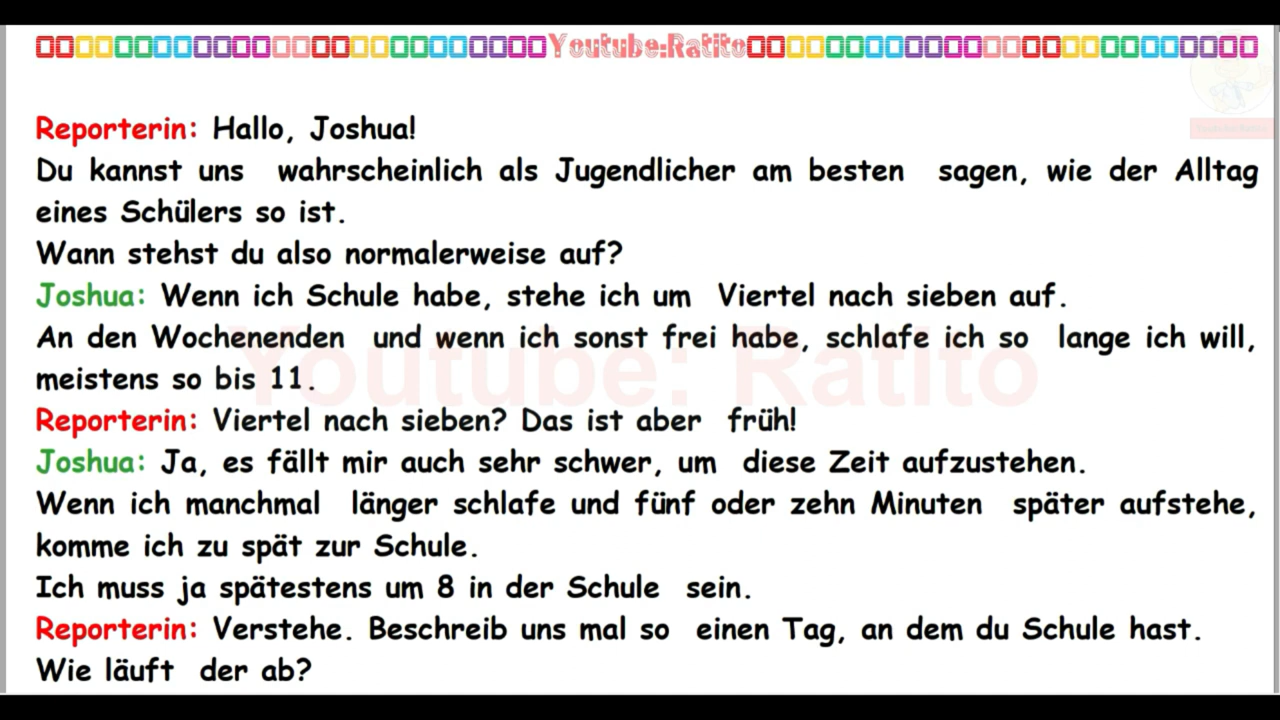 Youtube:Ratito
Reporterin: Hallo, Joshua!
Du kannst uns wahrscheinlich als Jugendlicher am besten sagen, wie der Alltag
eines Schülers so ist.
Wann stehst du also normalerweise auf?
Joshua: Wenn ich Schule habe, stehe ich um Viertel nach sieben auf.
An den Wochenenden und wenn ich sonst frei habe, schlafe ich so lange ich will,
meistens so bis 11.
Youtube: Ratito
Reporterin: Viertel nach sieben? Das ist aber früh!
Joshua: Ja, es fällt mir auch sehr schwer, um diese Zeit aufzustehen.
Wenn ich manchmal länger schlafe und fünf oder zehn Minuten später aufstehe,
komme ich zu spät zur Schule.
Ich muss ja spätestens um 8 in der Schule sein.
Reporterin: Verstehe. Beschreib uns mal so einen Tag, an dem du Schule hast.
Wie läuft der ab?